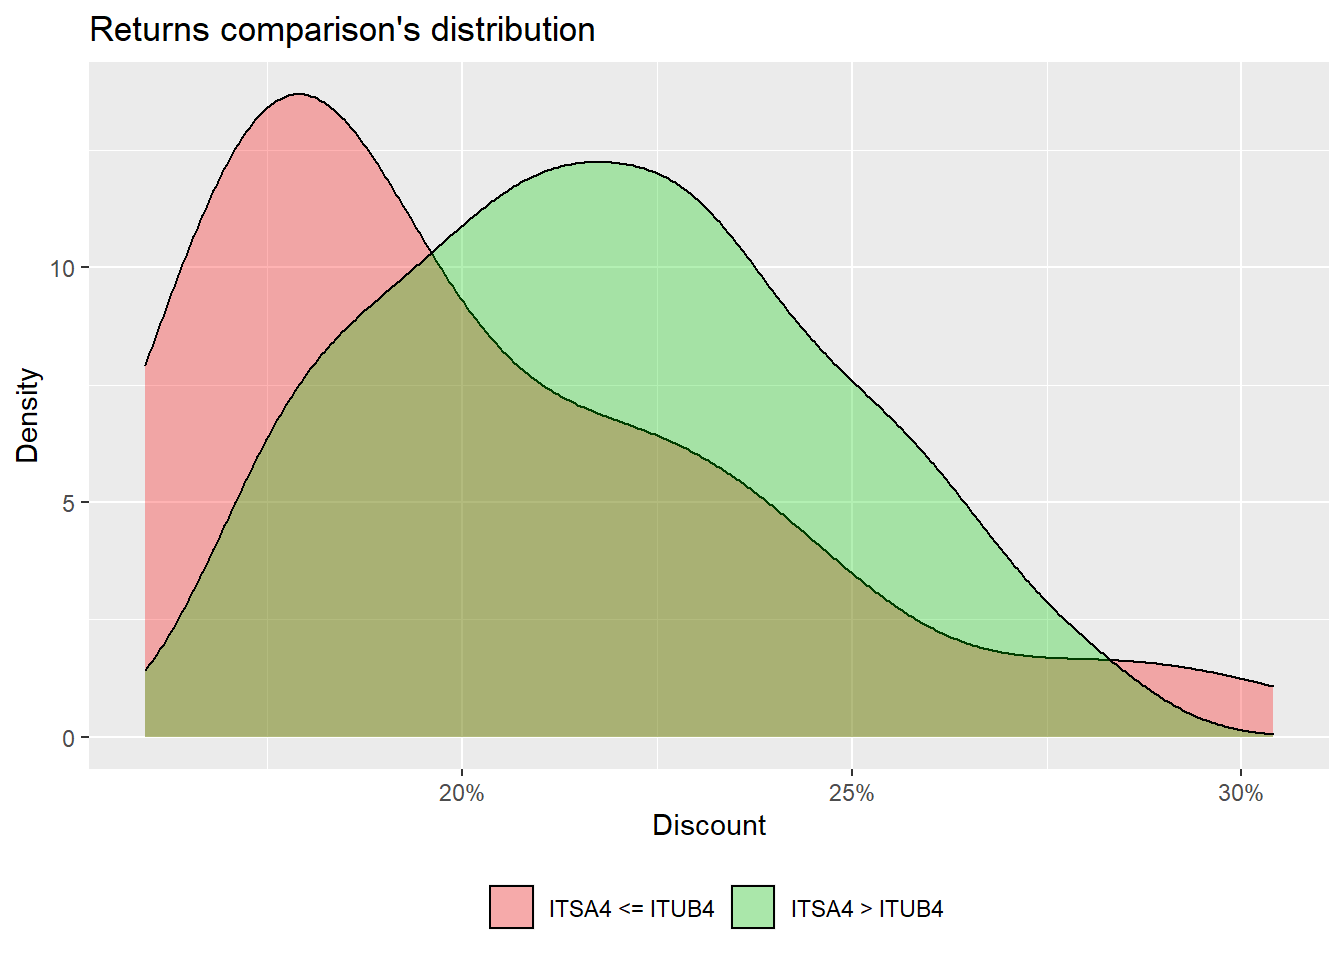 Returns comparison's distribution
Density
10
5
0
20% 25% 30%
Discount
ITSA4 <= ITUB4 ITSA4 > ITUB4